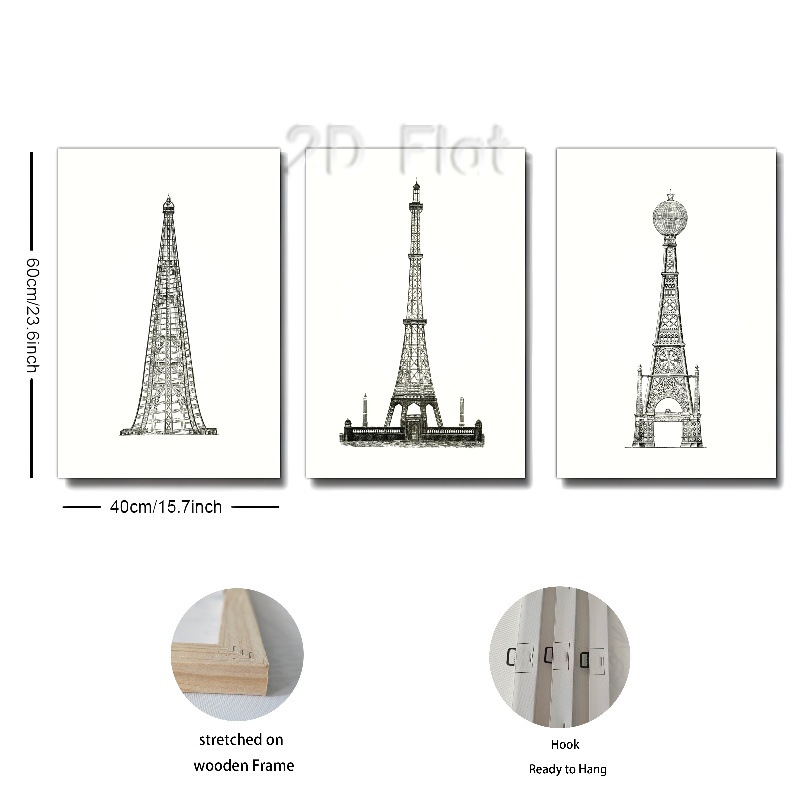 2D Flat
60cm/23.6inch
40cm/15.7inch
stretched on
wooden Frame
Hook
Ready to Hang